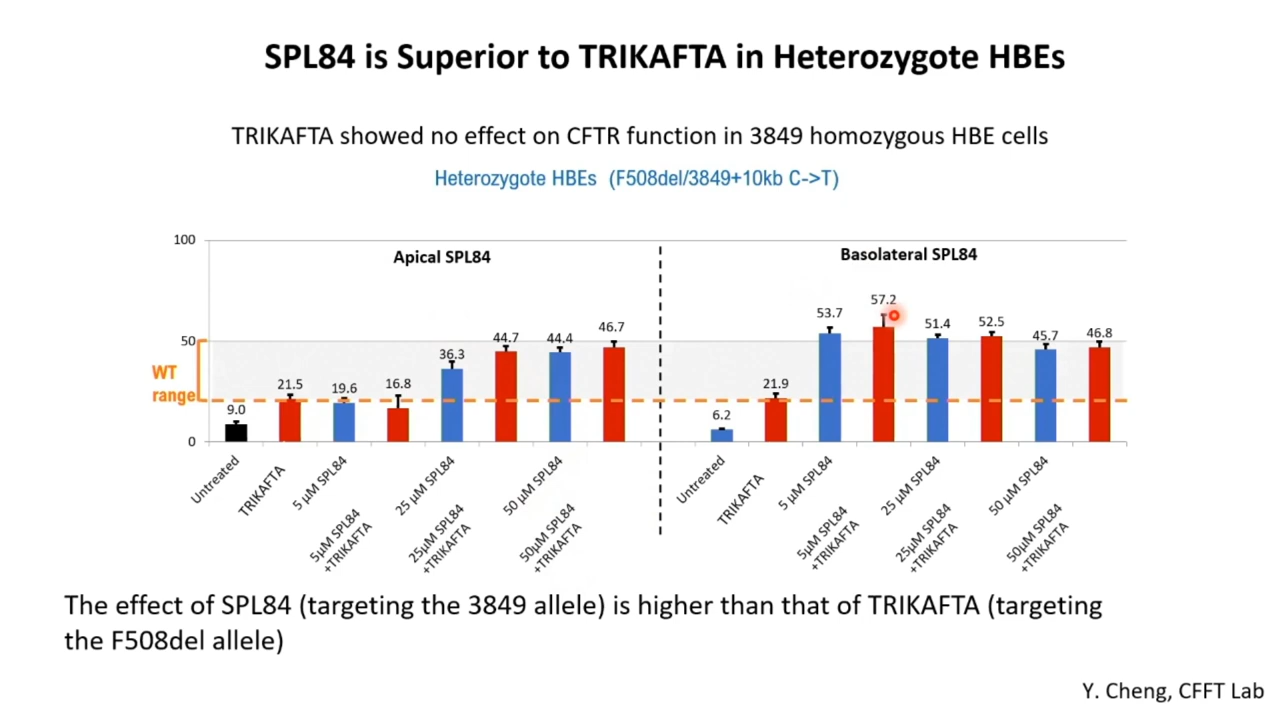 SPL84 is Superior to TRIKAFTA in Heterozygote HBEs
TRIKAFTA showed no effect on CFTR function in 3849 homozygous HBE cells
Heterozygote HBEs (F508del/3849+10kb C->T)
100
50
0
WT
range
Apical SPL84
9.0
21.5
19.6
16.8
36.3
44.7
44.4
46.7
Untreated
TRIKAFTA
5 µM SPL84
5µM SPL84
+TRIKAFTA
25 µM SPL84
25µM SPL84
+TRIKAFTA
50 µM SPL84
50µM SPL84
+TRIKAFTA
Basolateral SPL84
6.2
21.9
53.7
57.2
51.4
52.5
45.7
46.8
Untreated
TRIKAFTA
5 µM SPL84
5µM SPL84
+TRIKAFTA
25 µM SPL84
25µM SPL84
+TRIKAFTA
50 µM SPL84
50µM SPL84
+TRIKAFTA
The effect of SPL84 (targeting the 3849 allele) is higher than that of TRIKAFTA (targeting
the F508del allele)
Y. Cheng, CFFT Lab